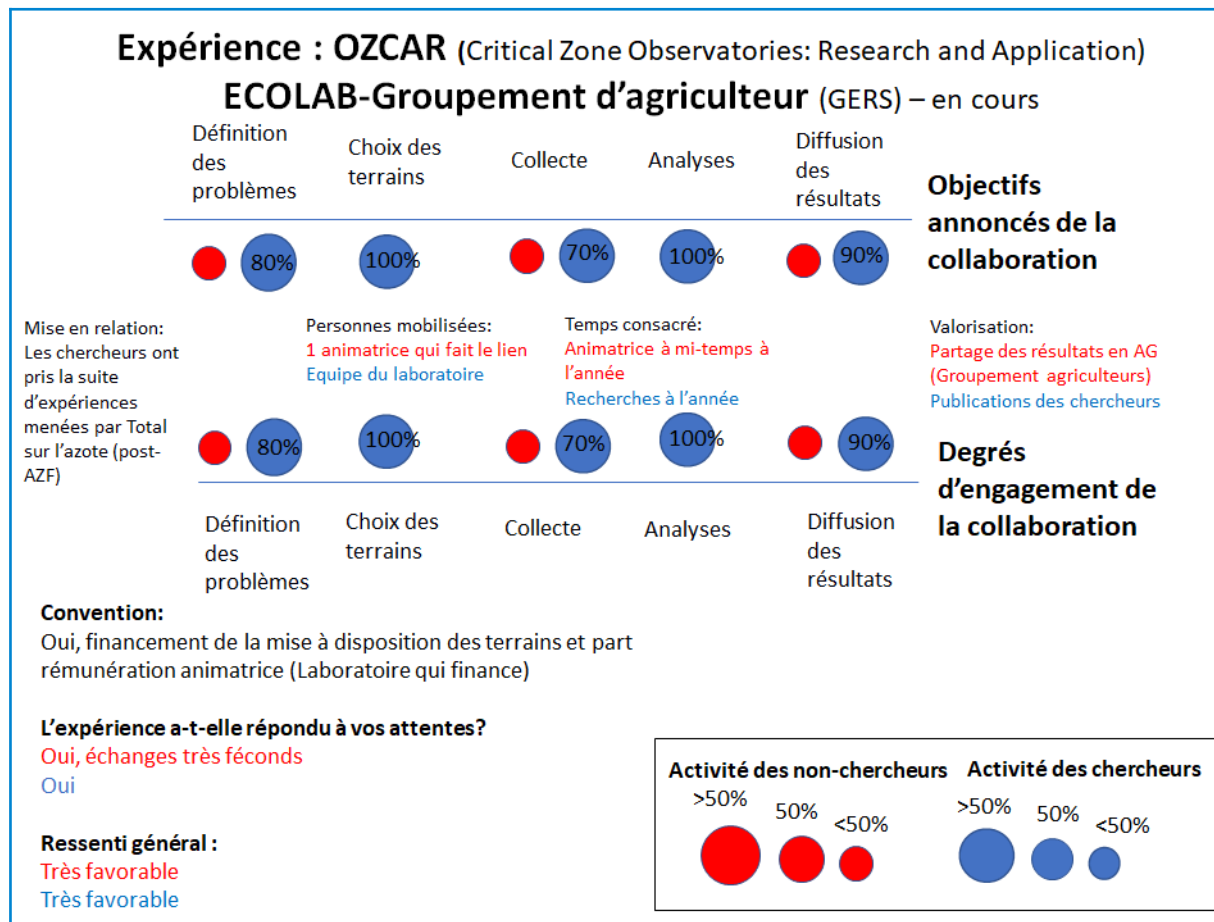 Expérience : OZCAR (Critical Zone Observatories: Research and Application)
ECOLAB-Groupement d'agriculteur (GERS) – en cours
Définition
des
problèmes
Choix des
terrains
Collecte
Analyses
Diffusion
des
résultats
Objectifs
annoncés de la
collaboration
80%
100%
70%
100%
90%
Mise en relation:
Les chercheurs ont
pris la suite
d'expériences
menées par Total
sur l'azote (post-
AZF)
Personnes mobilisées:
1 animatrice qui fait le lien
Equipe du laboratoire
Temps consacré:
Animatrice à mi-temps à
l'année
Recherches à l'année
Valorisation:
Partage des résultats en AG
(Groupement agriculteurs)
Publications des chercheurs
80%
100%
70%
100%
90%
Degrés
d'engagement de
la collaboration
Définition
des
problèmes
Choix des
terrains
Collecte
Analyses
Diffusion
des
résultats
Convention:
Oui, financement de la mise à disposition des terrains et part
rémunération animatrice (Laboratoire qui finance)
L'expérience a-t-elle répondu à vos attentes?
Oui, échanges très féconds
Oui
Ressenti général :
Très favorable
Très favorable
Activité des non-chercheurs
>50%
50%
<50%
Activité des chercheurs
>50%
50%
<50%